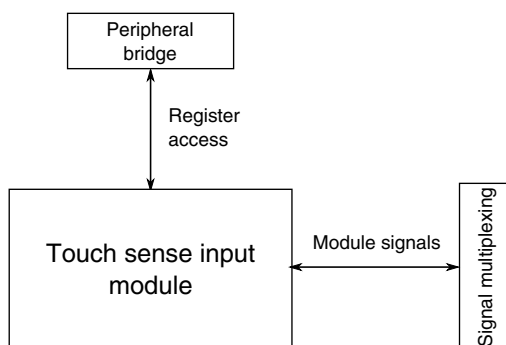 Peripheral
bridge
Register
access
Touch sense input
module
Module signals
Signal multiplexing